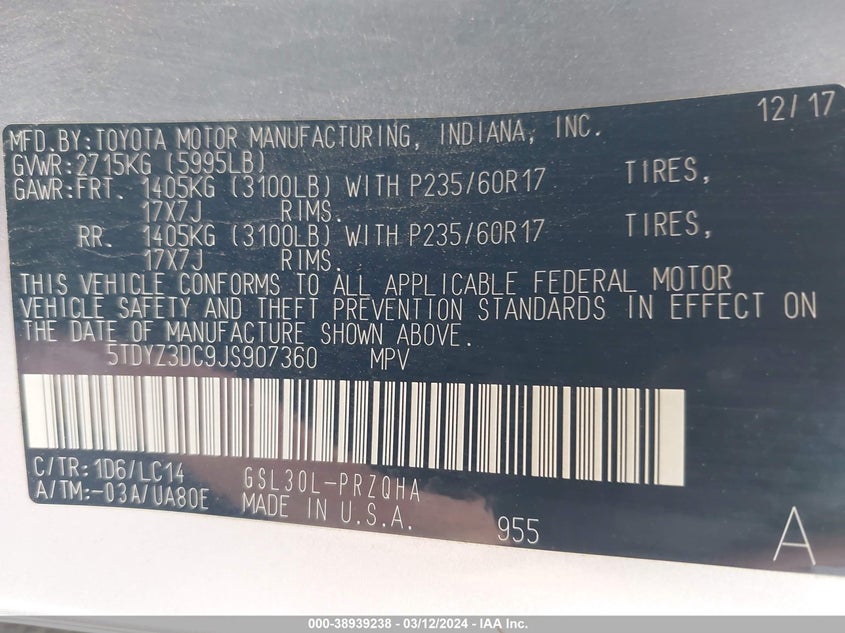 12/17
MFD.BY:TOYOTA MOTOR MANUFACTURING, INDIANA, INC.
GVWR:2715KG (5995LB)
GAWR:FRT. 1405KG (3100LB) WITH P235/60R17 TIRES,
17X7J RIMS.
RR. 1405KG (3100LB) WITH P235/60R17 TIRES,
17X7J RIMS.
THIS VEHICLE CONFORMS TO ALL APPLICABLE FEDERAL MOTOR
VEHICLE SAFETY AND THEFT PREVENTION STANDARDS IN EFFECT ON
THE DATE OF MANUFACTURE SHOWN ABOVE.
5TDYZ3DC9JS907360 MPV
C/TR:1D6/LC14 GSL30L-PRZQHA
A/TM:-03A/UA80E MADE IN U.S.A.
955 A
000-38939238 - 03/12/2024 - IAA Inc.